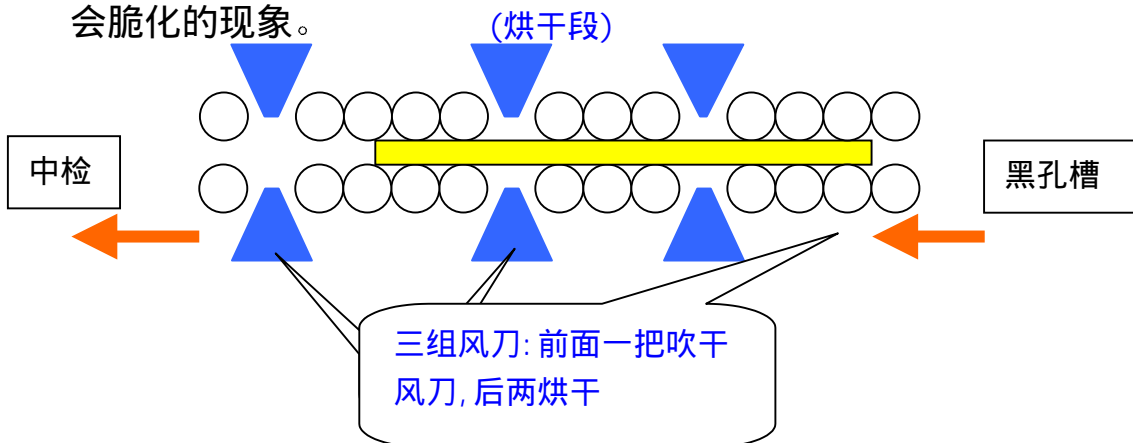 会脆化的现象。
(烘干段)
中检
黑孔槽
三组风刀: 前面一把吹干
风刀, 后两烘干